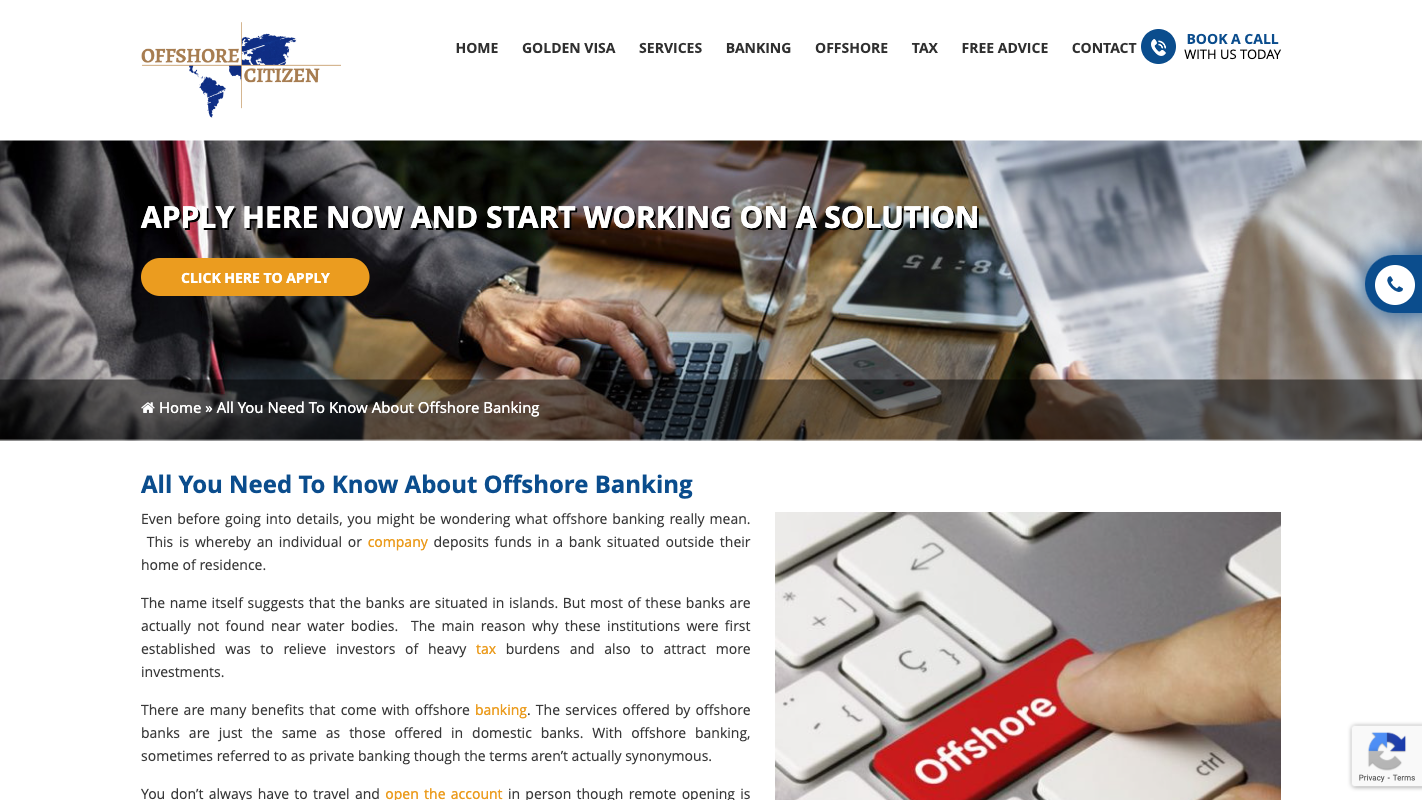 OFFSHORE
CITIZEN
HOME GOLDEN VISA SERVICES BANKING OFFSHORE TAX FREE ADVICE CONTACT
BOOK A CALL
WITH US TODAY
APPLY HERE NOW AND START WORKING ON A SOLUTION
CLICK HERE TO APPLY
15:18
Home » All You Need To Know About Offshore Banking
All You Need To Know About Offshore Banking
Even before going into details, you might be wondering what offshore banking really mean.
This is whereby an individual or company deposits funds in a bank situated outside their
home of residence.
The name itself suggests that the banks are situated in islands. But most of these banks are
actually not found near water bodies. The main reason why these institutions were first
established was to relieve investors of heavy tax burdens and also to attract more
investments.
There are many benefits that come with offshore banking. The services offered by offshore
banks are just the same as those offered in domestic banks. With offshore banking,
sometimes referred to as private banking though the terms aren't actually synonymous.
You don't always have to travel and open the account in person though remote opening is
Offshore
ctrl
Privacy - Terms